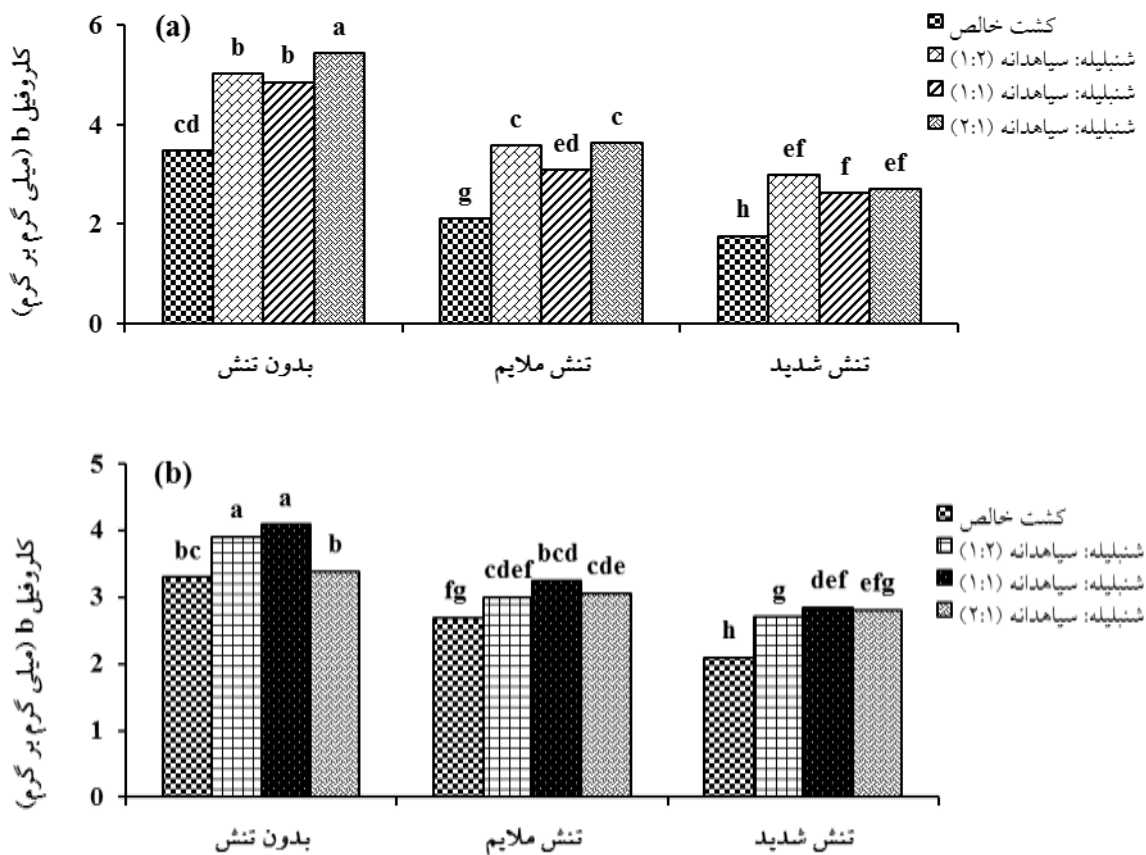 (a)
کلروفیل b (میلی گرم بر گرم)
6
4
2
0
cd b b a
g c ed c
h ef f ef
بدون تنش
تنش ملایم
تنش شدید
کشت خالص
شنبلیله: سیاهدانه (۱:۲)
شنبلیله: سیاهدانه (۱:۱)
شنبلیله: سیاهدانه (۲:۱)
(b)
کلروفیل b (میلی گرم بر گرم)
5
4
3
2
1
0
bc a a b
fg cdef bcd cde
h g def efg
بدون تنش
تنش ملایم
تنش شدید
کشت خالص
شنبلیله: سیاهدانه (۱:۲)
شنبلیله: سیاهدانه (۱:۱)
شنبلیله: سیاهدانه (۲:۱)